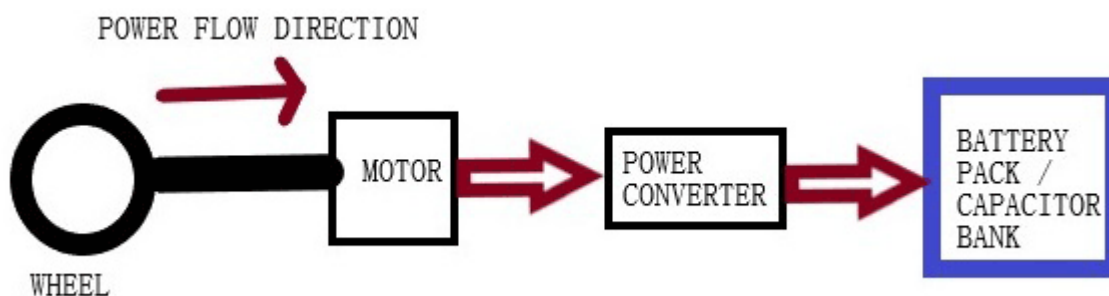 POWER FLOW DIRECTION
MOTOR
POWER
CONVERTER
BATTERY
PACK /
CAPACITOR
BANK
WHEEL